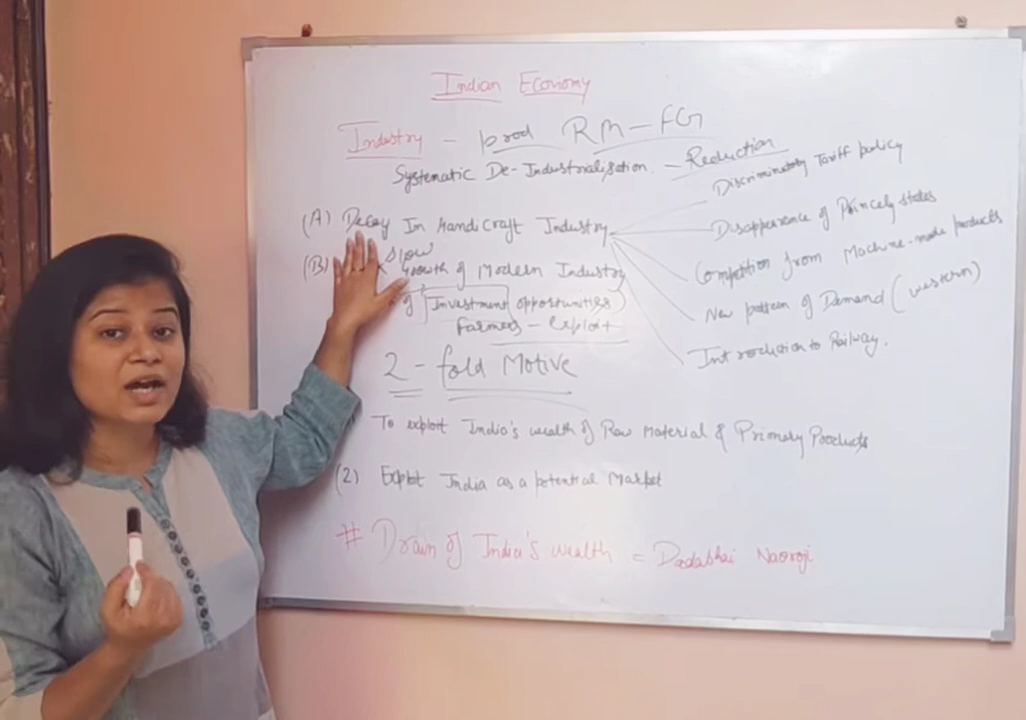 Indian Economy
Industry - prod RM - FG
Systematic De-Industrialisation - Reduction
(A) Decay In Handicraft Industry
Discriminatory Tariff policy
Disappearence of Princely states
Competition from Machine-made products
New pattern of Demand (western)
Introduction to Railway.
(B) Slow
Growth of Modern Industry
of Investment opportunities)
Farmers - exploit
2 - fold Motive
To exploit India's wealth of Raw Material & Primary Products
(2) Exploit India as a potential Market
# Drain of India's wealth = Dadabhai Naoroji